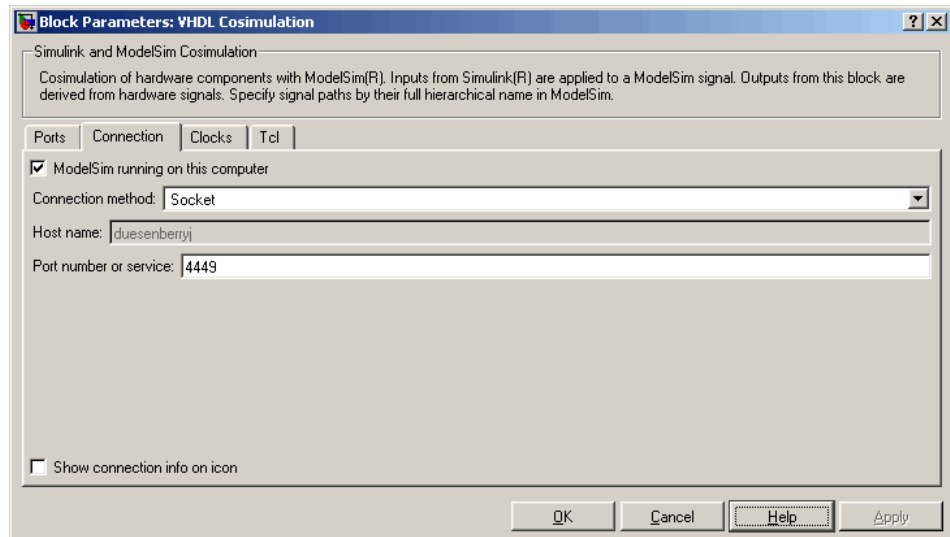 Block Parameters: VHDL Cosimulation
Simulink and ModelSim Cosimulation
Cosimulation of hardware components with ModelSim(R). Inputs from Simulink(R) are applied to a ModelSim signal. Outputs from this block are
derived from hardware signals. Specify signal paths by their full hierarchical name in ModelSim.
Ports Connection Clocks Tcl
ModelSim running on this computer
Connection method: Socket
Host name: duesenberryj
Port number or service: 4449
Show connection info on icon
OK Cancel Help Apply